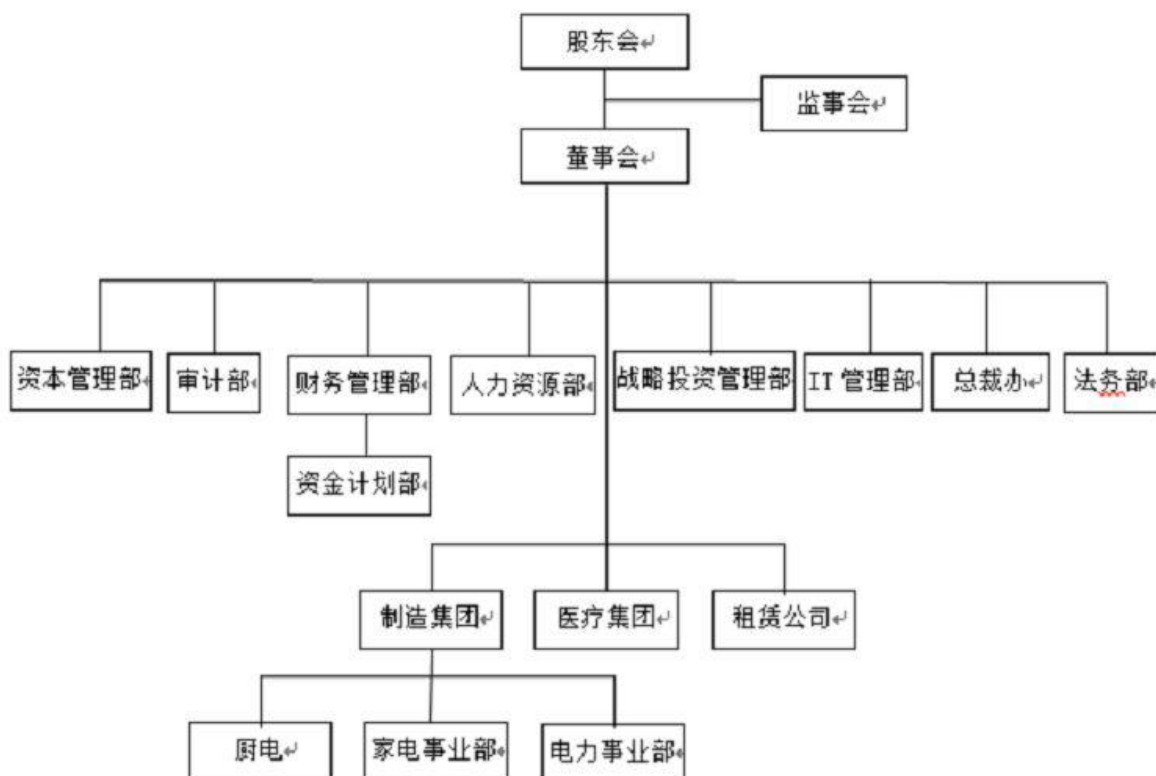 股东会
监事会
董事会
资本管理部
审计部
财务管理部
人力资源部
战略投资管理部
IT 管理部
总裁办
法务部
资金计划部
制造集团
医疗集团
租赁公司
厨电
家电事业部
电力事业部